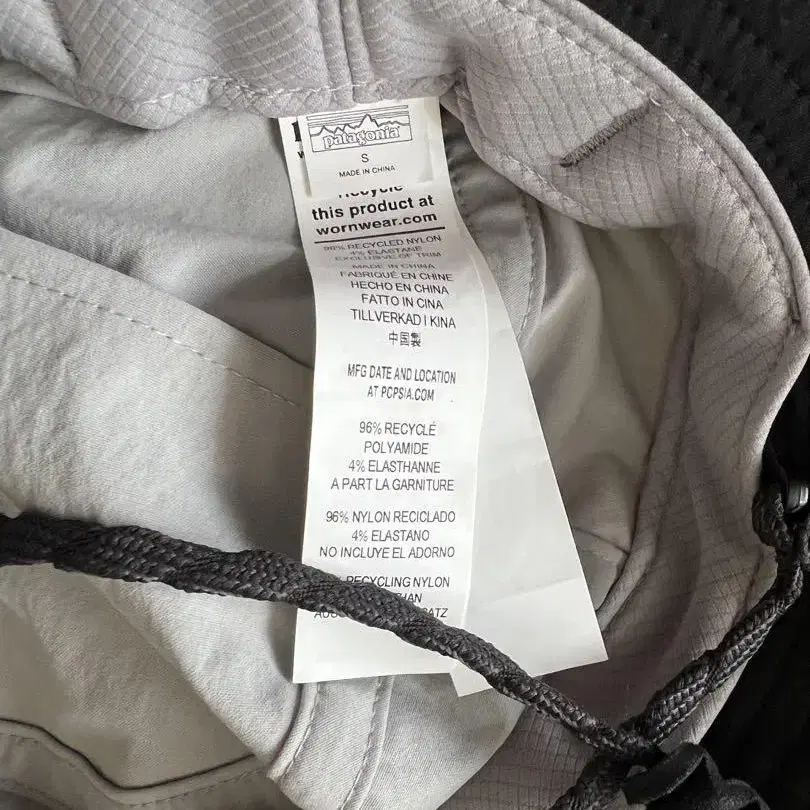 patagonia
S
MADE IN CHINA
recycle
this product at
wornwear.com
96% RECYCLED NYLON
4% ELASTANE
EXCLUSIVE OF TRIM
MADE IN CHINA
FABRIQUÉ EN CHINE
HECHO EN CHINA
FATTO IN CINA
TILLVERKAD I KINA
中国製
MFG DATE AND LOCATION
AT PCPSIA.COM
96% RECYCLÉ
POLYAMIDE
4% ELASTHANNE
A PART LA GARNITURE
96% NYLON RECICLADO
4% ELASTANO
NO INCLUYE EL ADORNO
RECYCLING NYLON